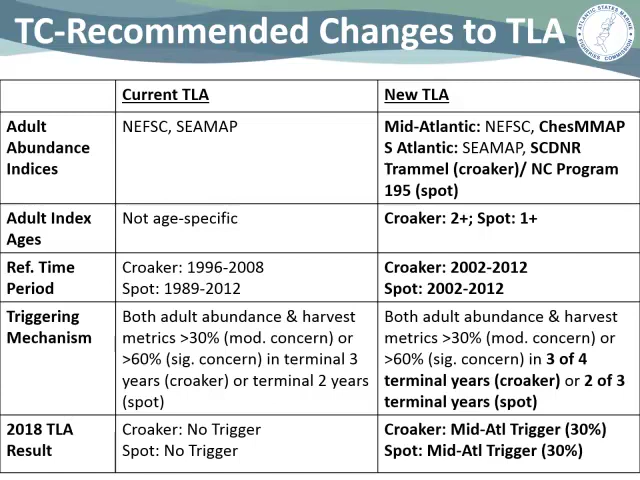 TC-Recommended Changes to TLA
ATLANTIC STATES MARINE
FISHERIES COMMISSION
Current TLA
New TLA
Adult
Abundance
Indices
NEFSC, SEAMAP
Mid-Atlantic: NEFSC, ChesMMAP
S Atlantic: SEAMAP, SCDNR
Trammel (croaker)/ NC Program
195 (spot)
Adult Index
Ages
Not age-specific
Croaker: 2+; Spot: 1+
Ref. Time
Period
Croaker: 1996-2008
Spot: 1989-2012
Croaker: 2002-2012
Spot: 2002-2012
Triggering
Mechanism
Both adult abundance & harvest
metrics >30% (mod. concern) or
>60% (sig. concern) in terminal 3
years (croaker) or terminal 2 years
(spot)
Both adult abundance & harvest
metrics >30% (mod. concern) or
>60% (sig. concern) in 3 of 4
terminal years (croaker) or 2 of 3
terminal years (spot)
2018 TLA
Result
Croaker: No Trigger
Spot: No Trigger
Croaker: Mid-Atl Trigger (30%)
Spot: Mid-Atl Trigger (30%)